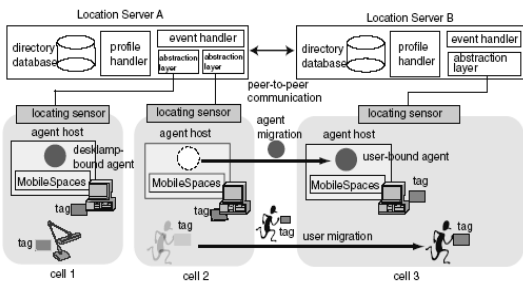 Location Server A
Location Server B
directory
database
profile
handler
event handler
abstraction
layer
abstraction
layer
directory
database
profile
handler
event handler
abstraction
layer
peer-to-peer
communication
locating sensor
locating sensor
locating sensor
agent host
desklamp-
bound agent
MobileSpaces
tag
tag
cell 1
agent host
MobileSpaces
tag
cell 2
agent
migration
tag
user migration
agent host
user-bound agent
MobileSpaces
tag
tag
cell 3